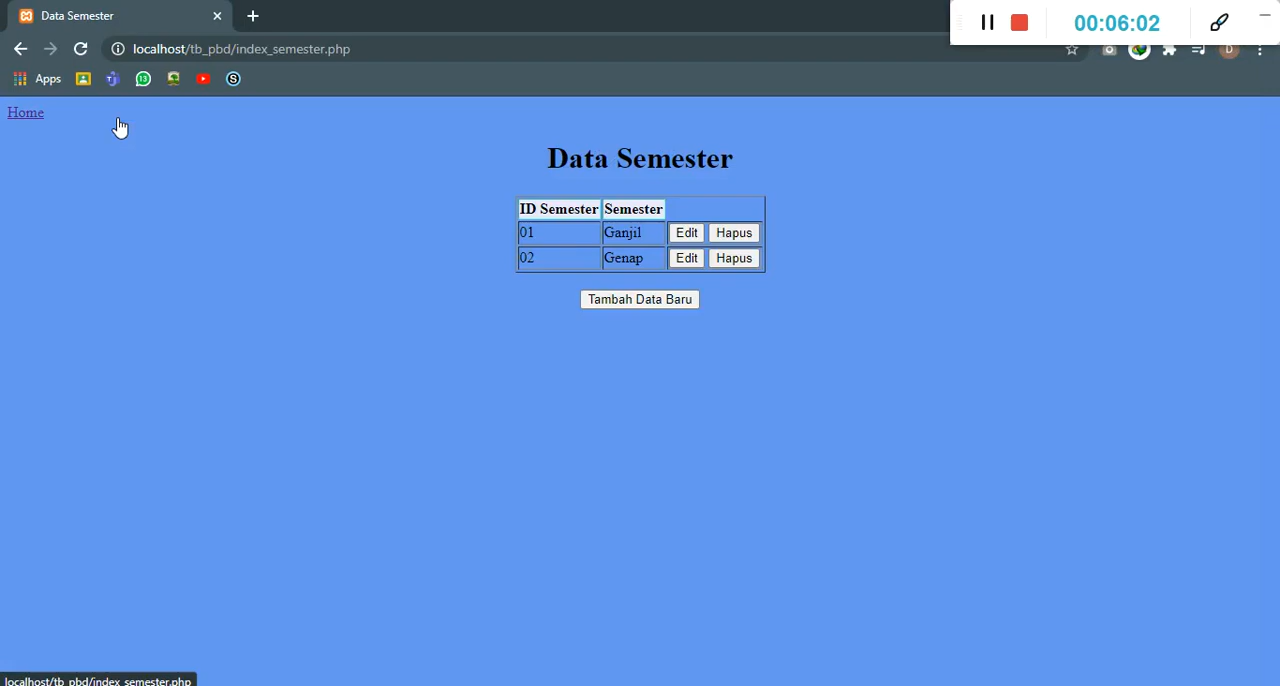 Data Semester
00:06:02
localhost/tb_pbd/index_semester.php
D
Apps
13
S
Home
Data Semester
ID Semester Semester
01 Ganjil Edit Hapus
02 Genap Edit Hapus
Tambah Data Baru
localhost/tb_pbd/index_semester.php